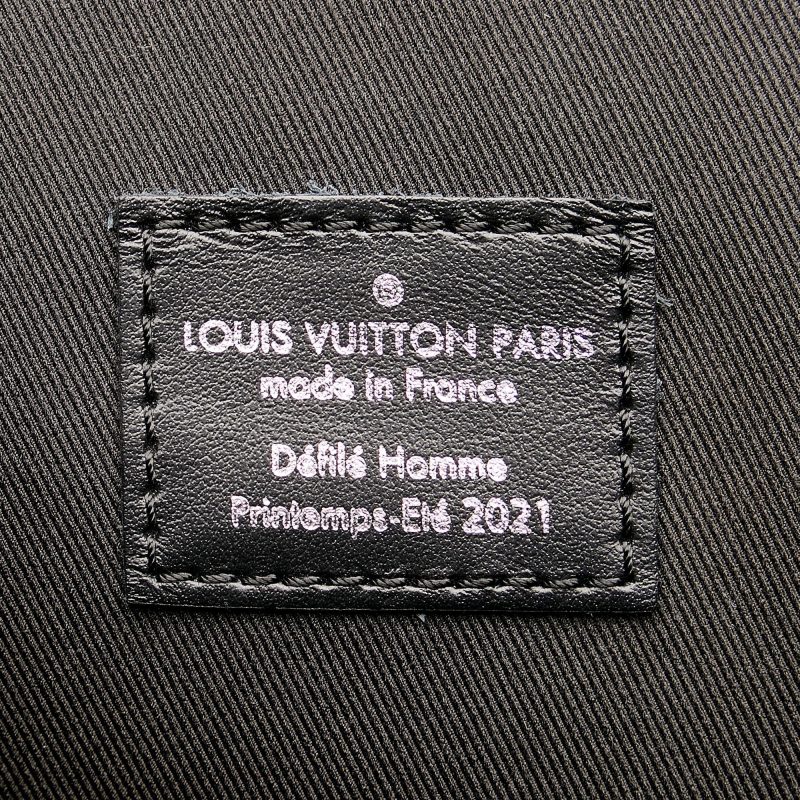 ®
LOUIS VUITTON PARIS
made in France
Défilé Homme
Printemps-Eté 2021